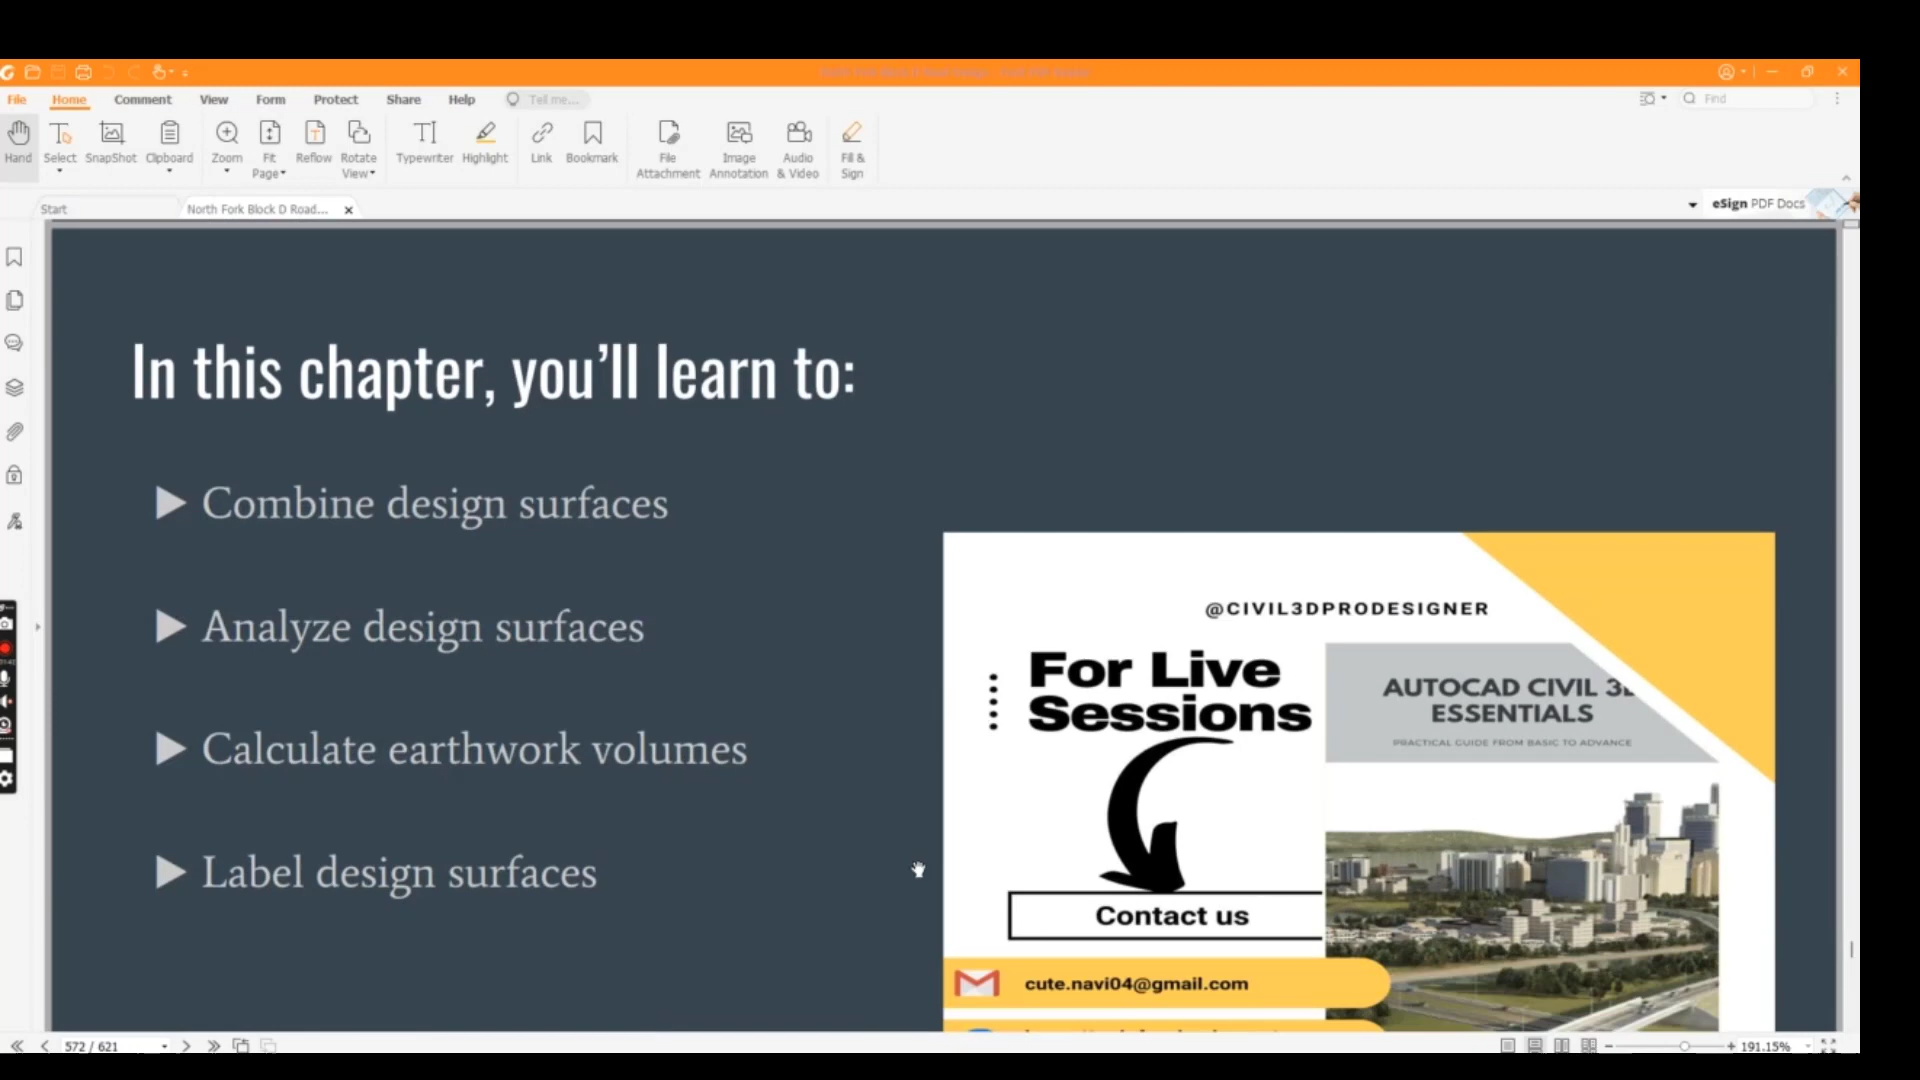 File Home Comment View Form Protect Share Help Tell me... Find
Hand Select SnapShot Clipboard Zoom Fit Page Reflow Rotate View Typewriter Highlight Link Bookmark File Attachment Image Annotation Audio & Video Fill & Sign
Start North Fork Block D Road... eSign PDF Docs
In this chapter, you’ll learn to:
Combine design surfaces
Analyze design surfaces
Calculate earthwork volumes
Label design surfaces
@CIVIL3DPRODESIGNER
For Live
Sessions
AUTOCAD CIVIL 3D
ESSENTIALS
PRACTICAL GUIDE FROM BASIC TO ADVANCE
Contact us
cute.navi04@gmail.com
572 / 621 191.15%